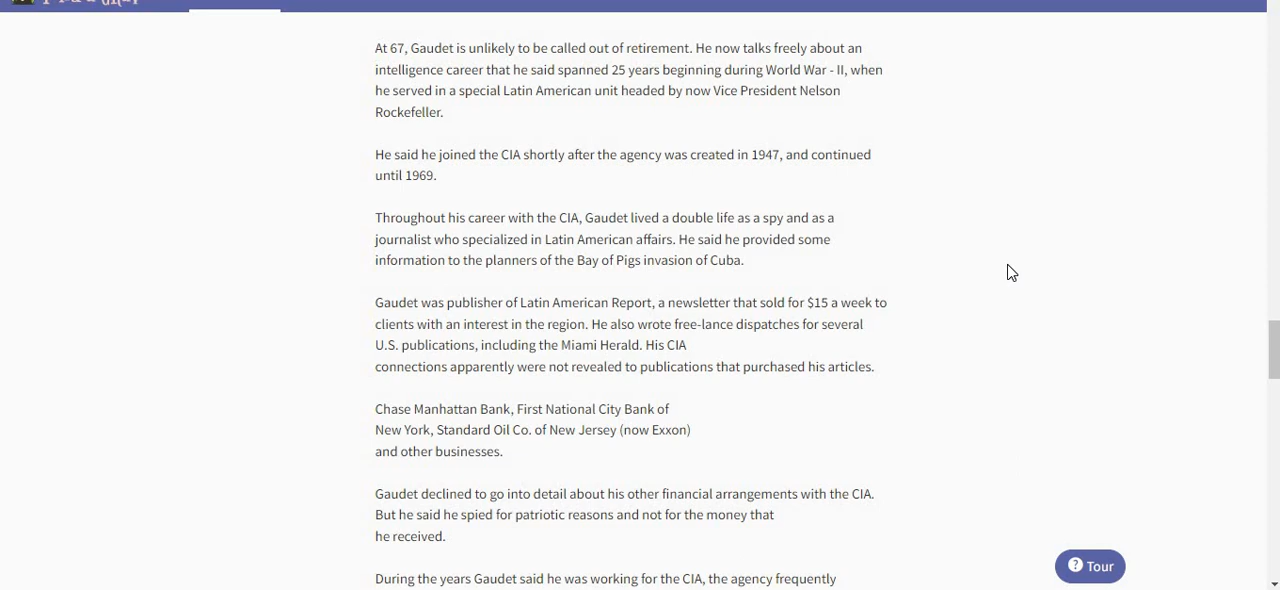 At 67, Gaudet is unlikely to be called out of retirement. He now talks freely about an
intelligence career that he said spanned 25 years beginning during World War - II, when
he served in a special Latin American unit headed by now Vice President Nelson
Rockefeller.
He said he joined the CIA shortly after the agency was created in 1947, and continued
until 1969.
Throughout his career with the CIA, Gaudet lived a double life as a spy and as a
journalist who specialized in Latin American affairs. He said he provided some
information to the planners of the Bay of Pigs invasion of Cuba.
Gaudet was publisher of Latin American Report, a newsletter that sold for $15 a week to
clients with an interest in the region. He also wrote free-lance dispatches for several
U.S. publications, including the Miami Herald. His CIA
connections apparently were not revealed to publications that purchased his articles.
Chase Manhattan Bank, First National City Bank of
New York, Standard Oil Co. of New Jersey (now Exxon)
and other businesses.
Gaudet declined to go into detail about his other financial arrangements with the CIA.
But he said he spied for patriotic reasons and not for the money that
he received.
Tour
During the years Gaudet said he was working for the CIA, the agency frequently